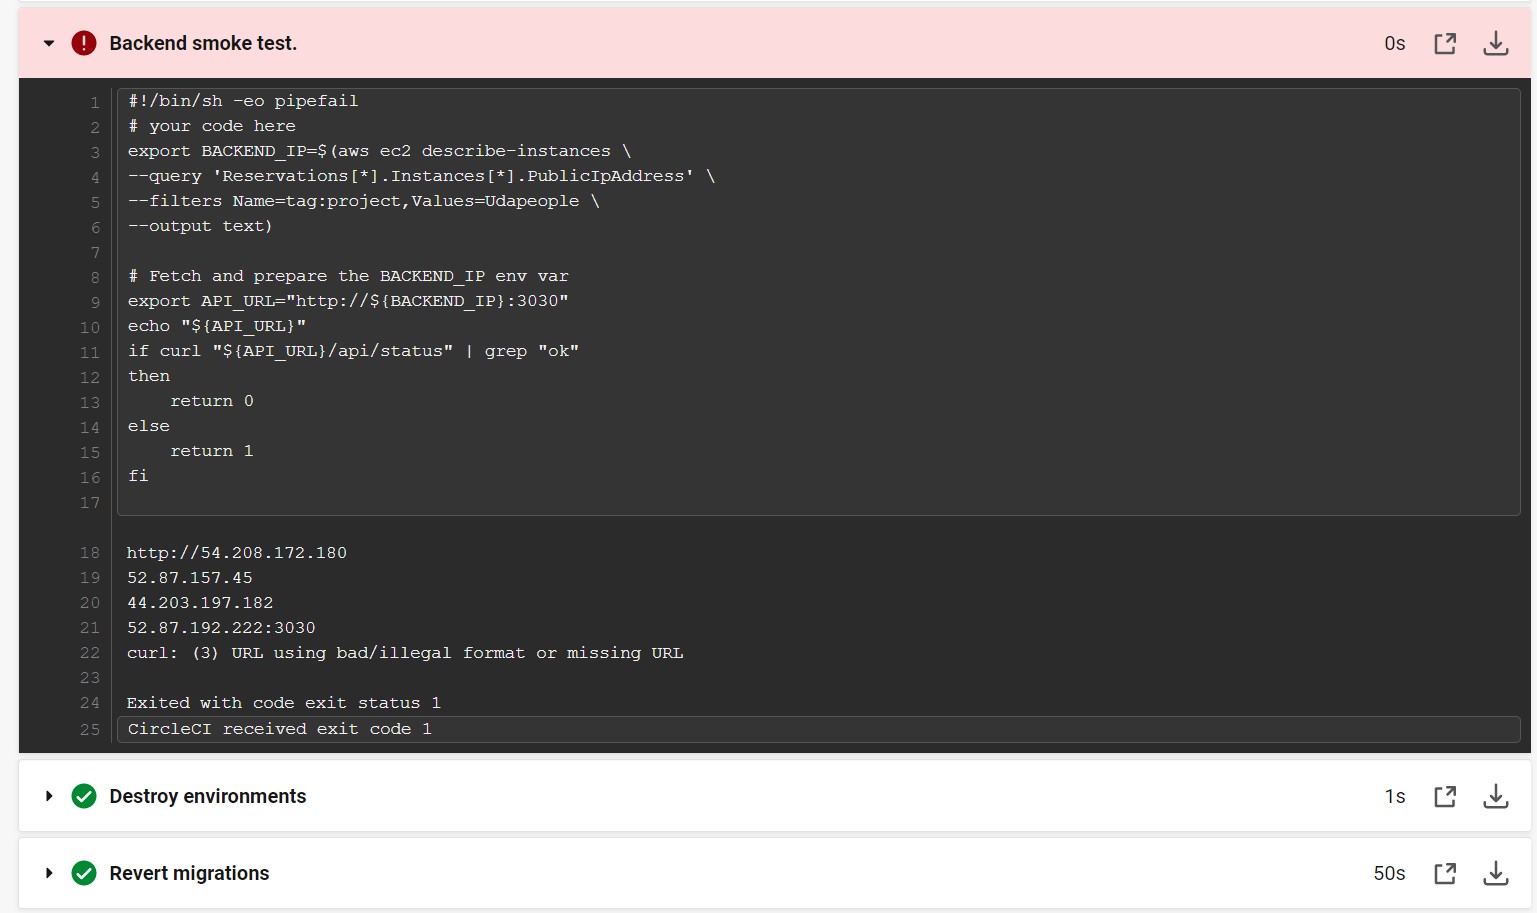 Backend smoke test.
0s
1 #!/bin/sh -eo pipefail
2 # your code here
3 export BACKEND_IP=$(aws ec2 describe-instances \
4 --query 'Reservations[*].Instances[*].PublicIpAddress' \
5 --filters Name=tag:project,Values=Udapeople \
6 --output text)
7
8 # Fetch and prepare the BACKEND_IP env var
9 export API_URL="http://${BACKEND_IP}:3030"
10 echo "${API_URL}"
11 if curl "${API_URL}/api/status" | grep "ok"
12 then
13     return 0
14 else
15     return 1
16 fi
17
18 http://54.208.172.180
19 52.87.157.45
20 44.203.197.182
21 52.87.192.222:3030
22 curl: (3) URL using bad/illegal format or missing URL
23
24 Exited with code exit status 1
25 CircleCI received exit code 1
Destroy environments
1s
Revert migrations
50s